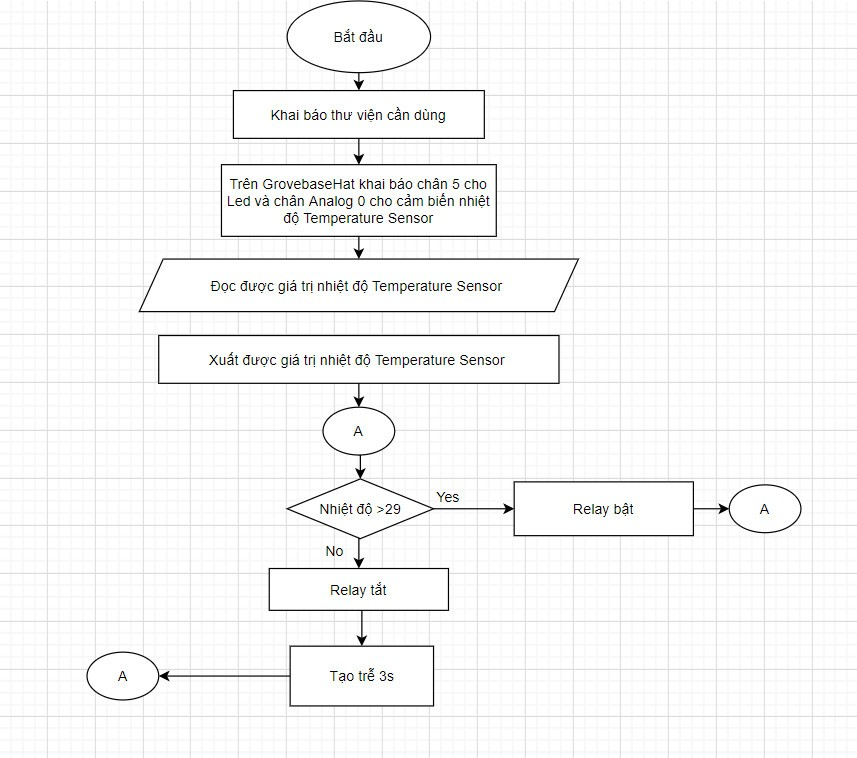 Bắt đầu
Khai báo thư viện cần dùng
Trên GrovebaseHat khai báo chân 5 cho
Led và chân Analog 0 cho cảm biến nhiệt
độ Temperature Sensor
Đọc được giá trị nhiệt độ Temperature Sensor
Xuất được giá trị nhiệt độ Temperature Sensor
A
Nhiệt độ >29
Yes
Relay bật
A
No
Relay tắt
Tạo trễ 3s
A